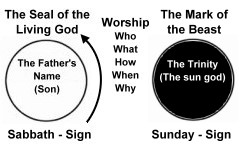 The Seal of the
Living God
The Father's
Name
(Son)
Sabbath - Sign
Worship
Who
What
How
When
Why
The Mark of
the Beast
The Trinity
(The sun god)
Sunday - Sign